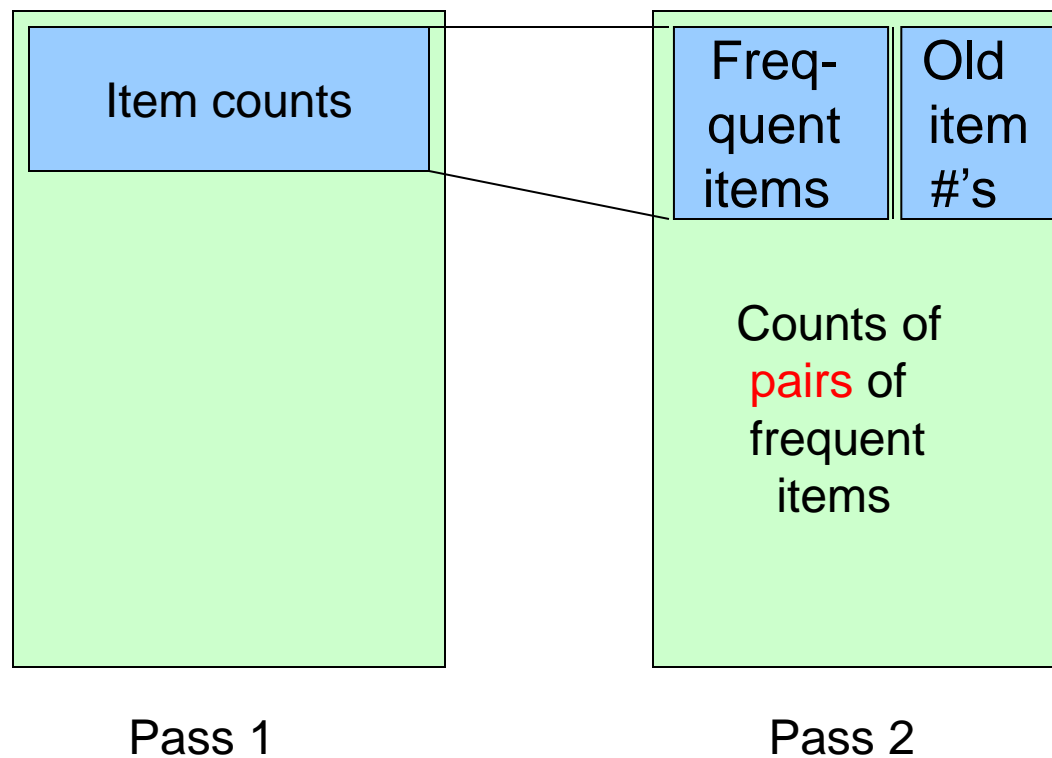 Item counts
Freq-
quent
items
Old
item
#’s
Counts of
pairs of
frequent
items
Pass 1
Pass 2